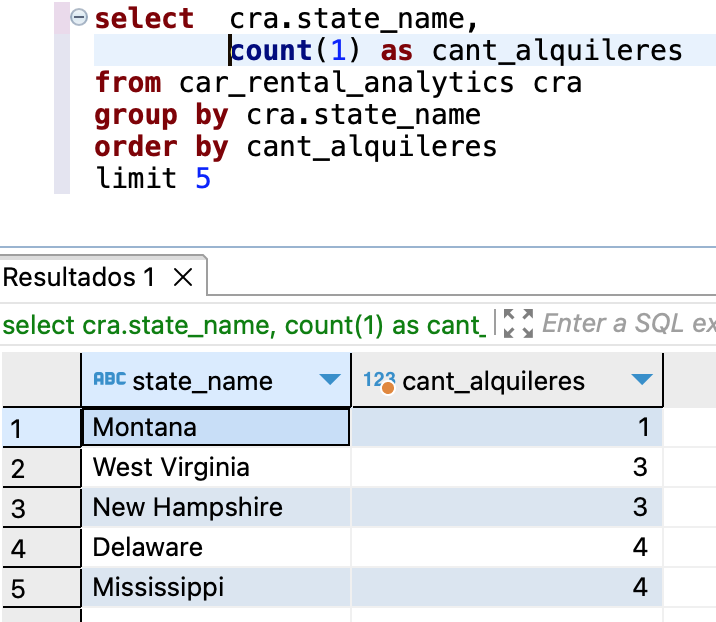 select  cra.state_name,
count(1) as cant_alquileres
from car_rental_analytics cra
group by cra.state_name
order by cant_alquileres
limit 5
Resultados 1
select cra.state_name, count(1) as cant_ Enter a SQL ex
ABC state_name 123 cant_alquileres
1 Montana 1
2 West Virginia 3
3 New Hampshire 3
4 Delaware 4
5 Mississippi 4